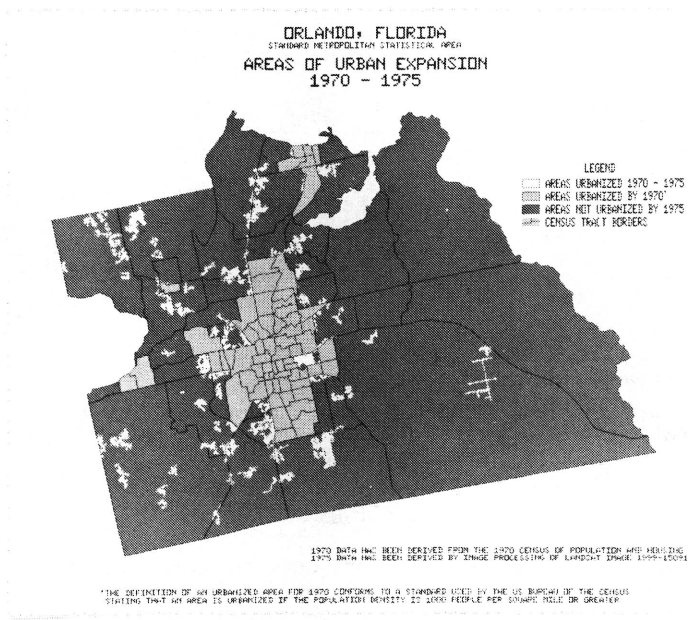 ORLANDO, FLORIDA
STANDARD METROPOLITAN STATISTICAL AREA
AREAS OF URBAN EXPANSION
1970 - 1975
LEGEND
AREAS URBANIZED 1970 - 1975
AREAS URBANIZED BY 1970*
AREAS NOT URBANIZED BY 1975
CENSUS TRACT BORDERS
1970 DATA HAS BEEN DERIVED FROM THE 1970 CENSUS OF POPULATION AND HOUSING
1975 DATA HAS BEEN DERIVED BY IMAGE PROCESSING OF LANDSAT IMAGE 1999-15091
*THE DEFINITION OF AN URBANIZED AREA FOR 1970 CONFORMS TO A STANDARD USED BY THE US BUREAU OF THE CENSUS
STATING THAT AN AREA IS URBANIZED IF THE POPULATION DENSITY IS 1000 PEOPLE PER SQUARE MILE OR GREATER